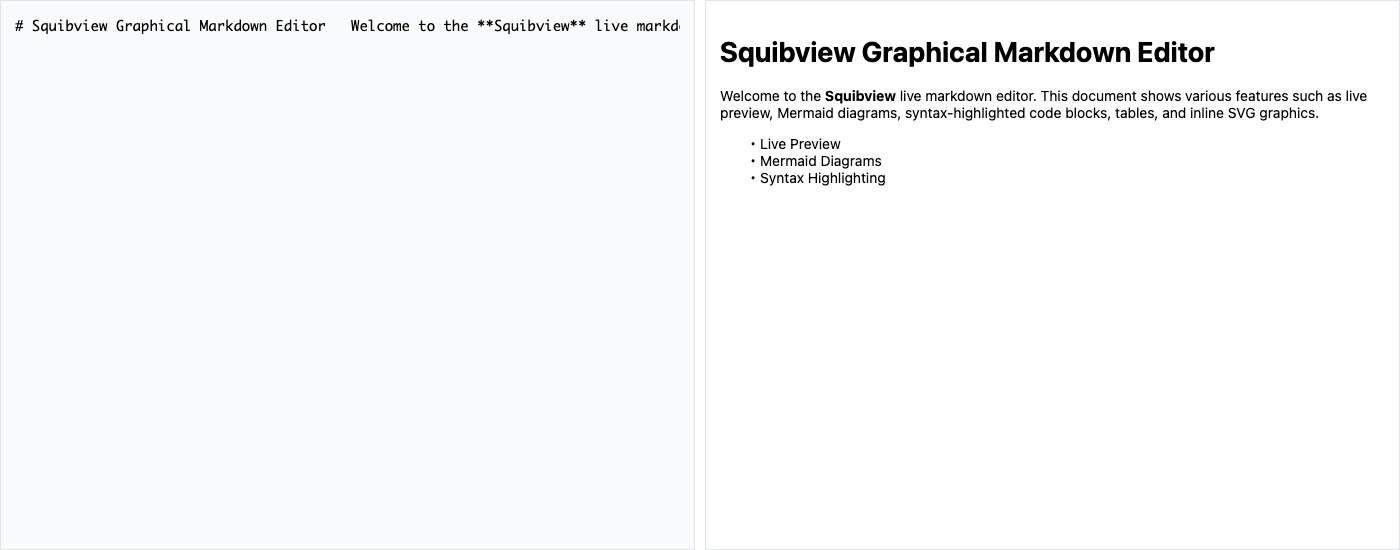 # Squibview Graphical Markdown Editor   Welcome to the **Squibview** live
Squibview Graphical Markdown Editor
Welcome to the Squibview live markdown editor. This document shows various features such as live
preview, Mermaid diagrams, syntax-highlighted code blocks, tables, and inline SVG graphics.
• Live Preview
• Mermaid Diagrams
• Syntax Highlighting